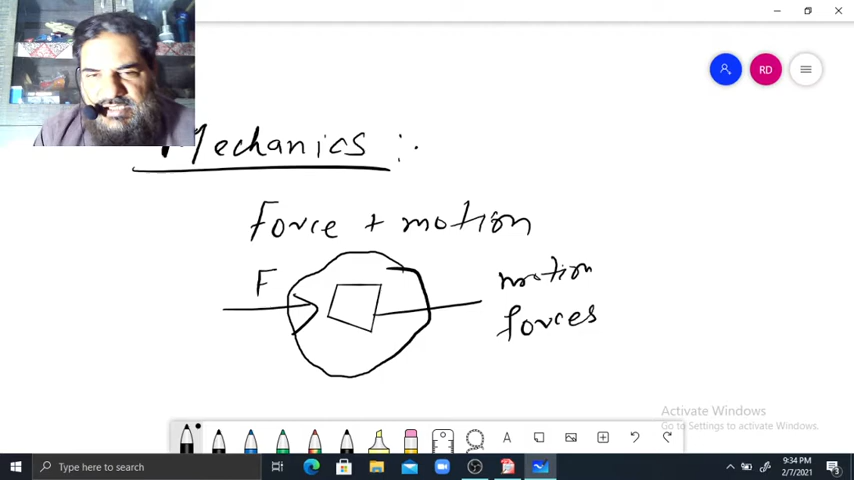 RD
Mechanics :.
Force + motion
F
motion
forces
Activate Windows
Go to Settings to activate Windows.
A
Type here to search
9:34 PM
2/7/2021
3